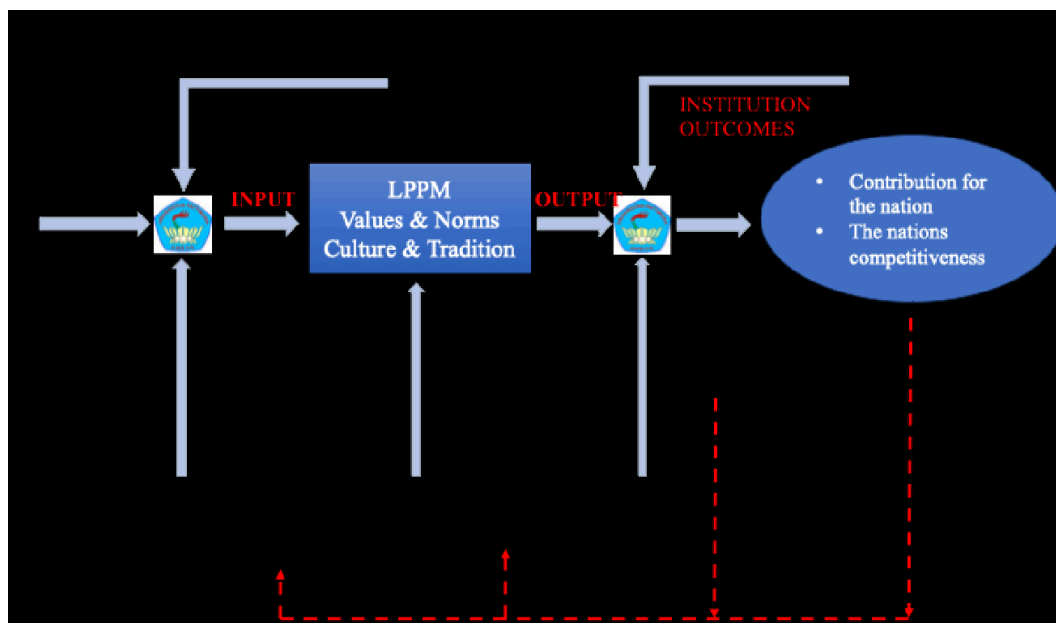 INSTITUTION
OUTCOMES
INPUT
LPPM
Values & Norms
Culture & Tradition
OUTPUT
• Contribution for
the nation
• The nations
competitiveness